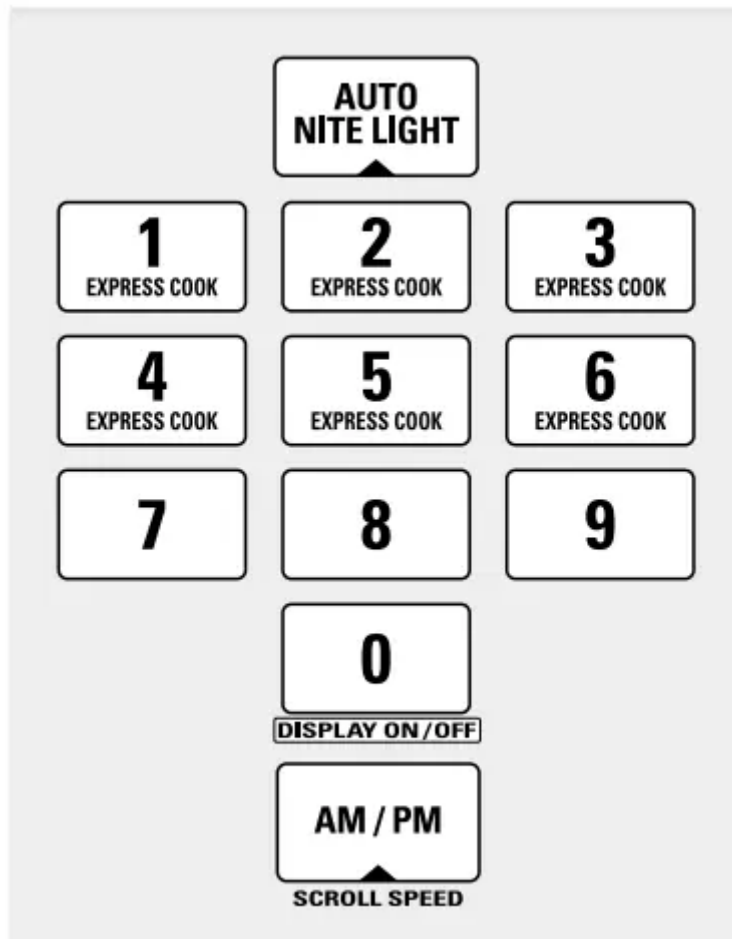 AUTO
NITE LIGHT
1 2 3
EXPRESS COOK EXPRESS COOK EXPRESS COOK
4 5 6
EXPRESS COOK EXPRESS COOK EXPRESS COOK
7 8 9
0
DISPLAY ON/OFF
AM / PM
SCROLL SPEED